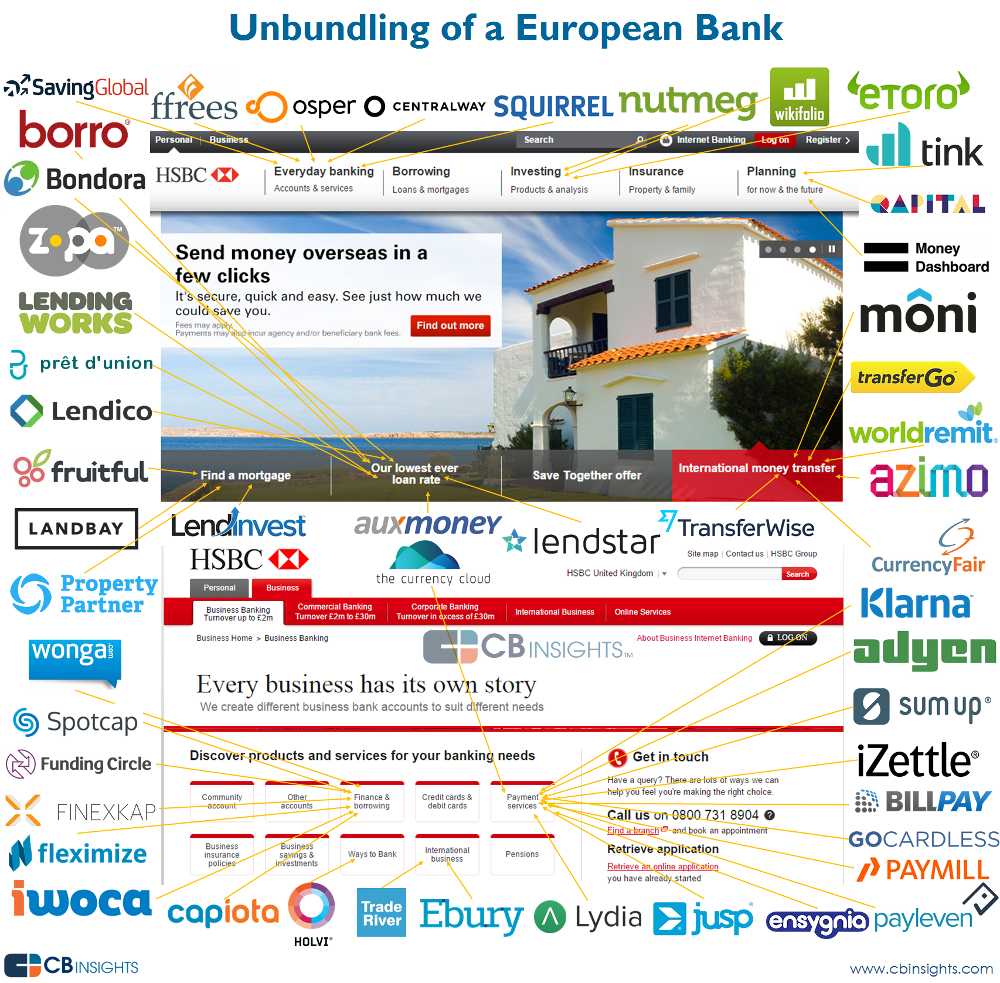 Unbundling of a European Bank
SavingGlobal
ffrees
osper
CENTRALWAY
SQUIRREL
nutmeg
wikifolio
eTORO
borro®
Bondora
zopa™
LENDING
WORKS
prêt d'union
Lendico
fruitful
LANDBAY
Property
Partner
Personal
Business
Search
Internet Banking
Log on
Register
HSBC
Everyday banking
Accounts & services
Borrowing
Loans & mortgages
Investing
Products & analysis
Insurance
Property & family
Planning
for now & the future
tink
QAPITAL
Money
Dashboard
môni
transferGo™
worldremit®
azimo
Send money overseas in a
few clicks
It's secure, quick and easy. See just how much we
could save you.
Fees may apply.
Payments may also incur agency and/or beneficiary bank fees.
Find out more
Find a mortgage
Our lowest ever
loan rate
Save Together offer
International money transfer
LendInvest
auxmoney
lendstar
TransferWise
the currency cloud
CurrencyFair
HSBC
Site map | Contact us | HSBC Group
HSBC United Kingdom
Search
Personal
Business
Business Banking
Turnover up to £2m
Commercial Banking
Turnover £2m to £30m
Corporate Banking
Turnover in excess of £30m
International Business
Online Services
Business Home > Business Banking
CB INSIGHTS™
About Business Internet Banking
LOG ON
Every business has its own story
We create different business bank accounts to suit different needs
Klarna™
adyen
sumup®
iZettle®
BILLPAY
GOCARDLESS
PAYMILL
wonga.com
Spotcap
Funding Circle
FINEXKAP
fleximize
iwoca
Discover products and services for your banking needs
Community
account
Other
accounts
Finance &
borrowing
Credit cards &
debit cards
Payment
services
Business
insurance
policies
Business
savings &
investments
Ways to Bank
International
business
Pensions
Get in touch
Have a query? There are lots of ways we can
help you feel you're making the right choice.
Call us on 0800 731 8904
Find a branch and book an appointment
Retrieve application
Retrieve an online application
you have already started
capiota
HOLVI®
Trade
River
Ebury
Lydia
jusp
ensygnia
payleven
CB INSIGHTS
www.cbinsights.com